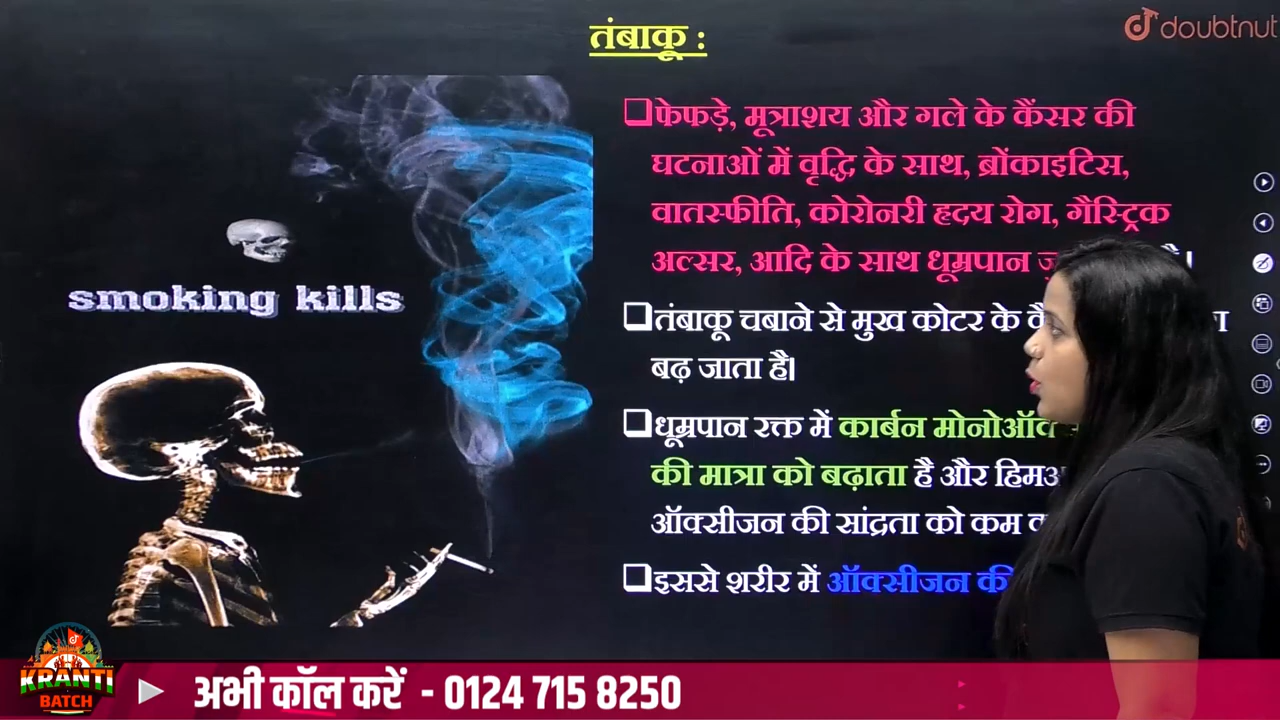 तंबाकू :
doubtnut
❑फेफड़े, मूत्राशय और गले के कैंसर की
घटनाओं में वृद्धि के साथ, ब्रोंकाइटिस,
वातस्फीति, कोरोनरी हृदय रोग, गैस्ट्रिक
अल्सर, आदि के साथ धूम्रपान है।
❑तंबाकू चबाने से मुख कोटर के
बढ़ जाता है।
❑धूम्रपान रक्त में कार्बन
की मात्रा को बढ़ाता है और
ऑक्सीजन की सांद्रता को कम
❑इससे शरीर में ऑक्सीजन की
smoking kills
KRANTI
BATCH
अभी कॉल करें - 0124 715 8250